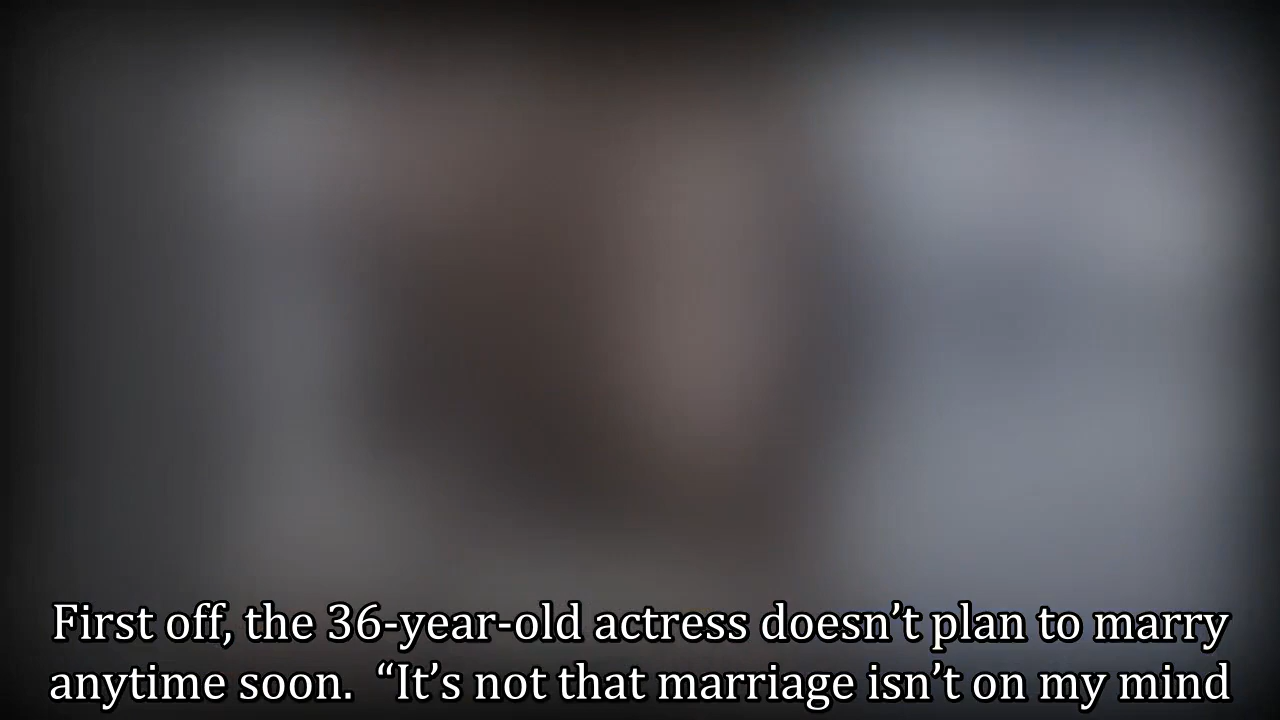 First off, the 36-year-old actress doesn’t plan to marry
anytime soon.  “It’s not that marriage isn’t on my mind